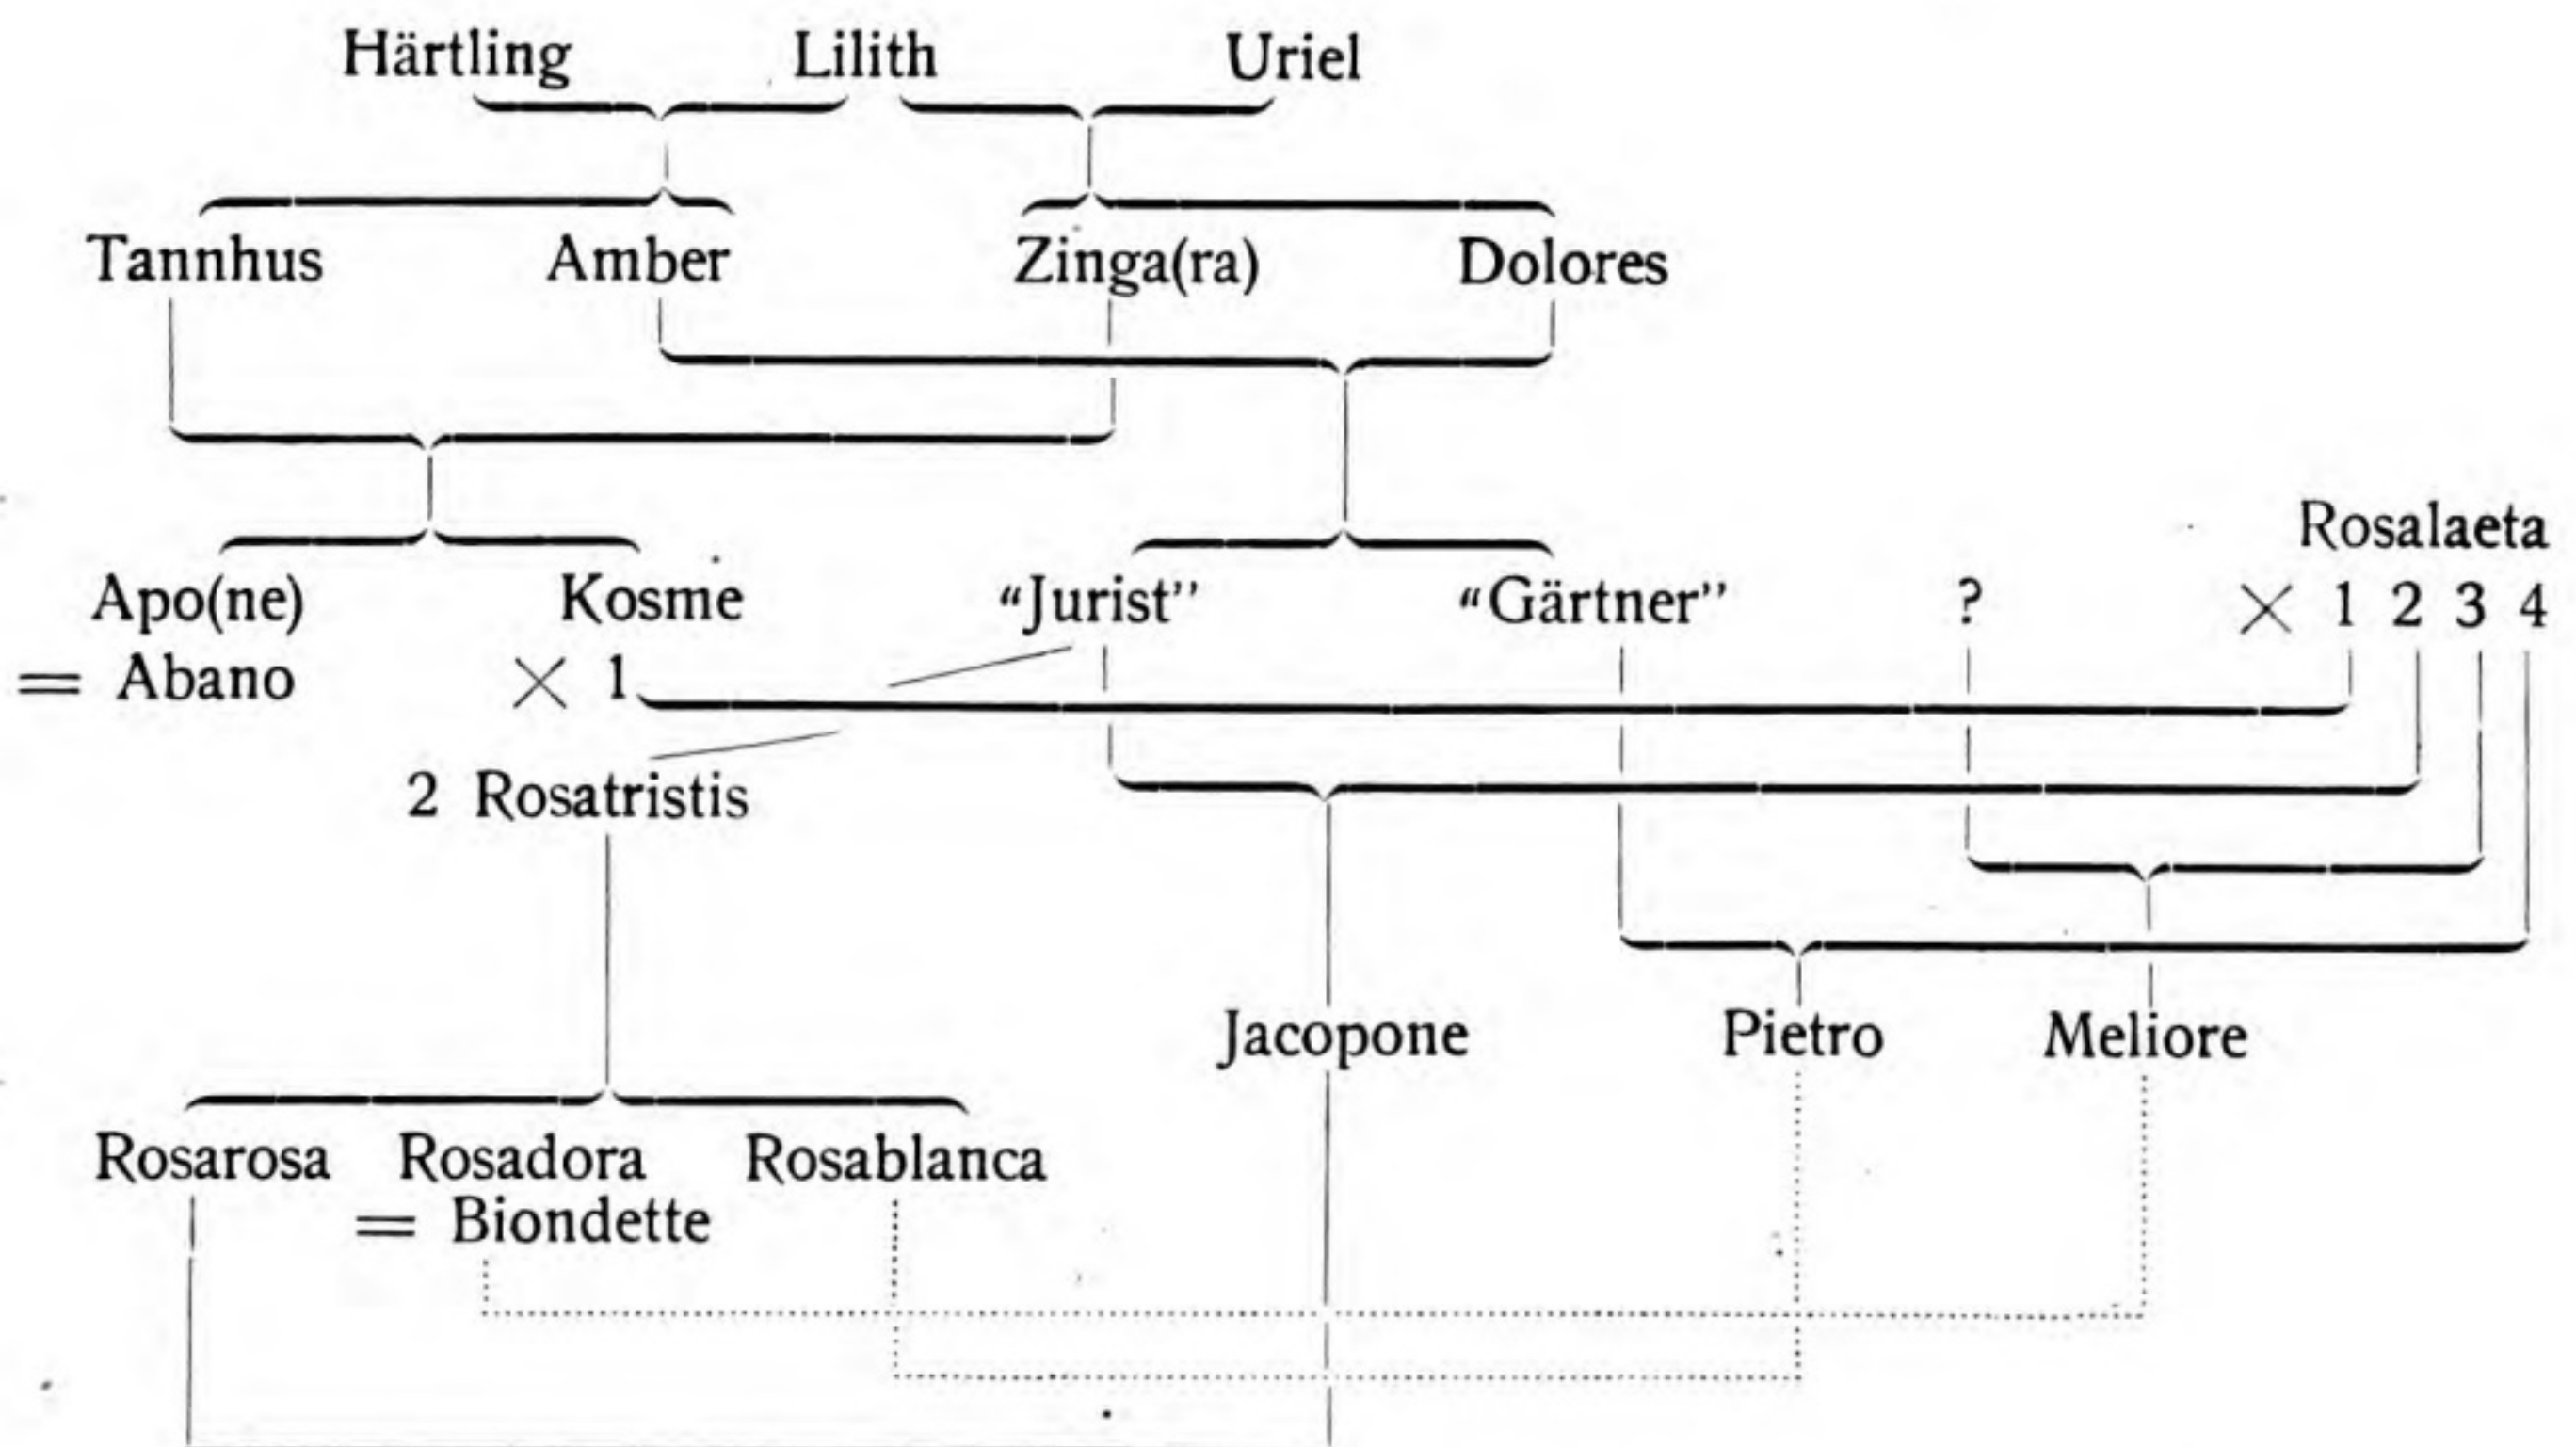 Härtling Lilith Uriel
Tannhus Amber Zinga(ra) Dolores
Rosalaeta
Apo(ne) Kosme “Jurist” “Gärtner” ? × 1 2 3 4
= Abano × 1
2 Rosatristis
Jacopone Pietro Meliore
Rosarosa Rosadora Rosablanca
= Biondette